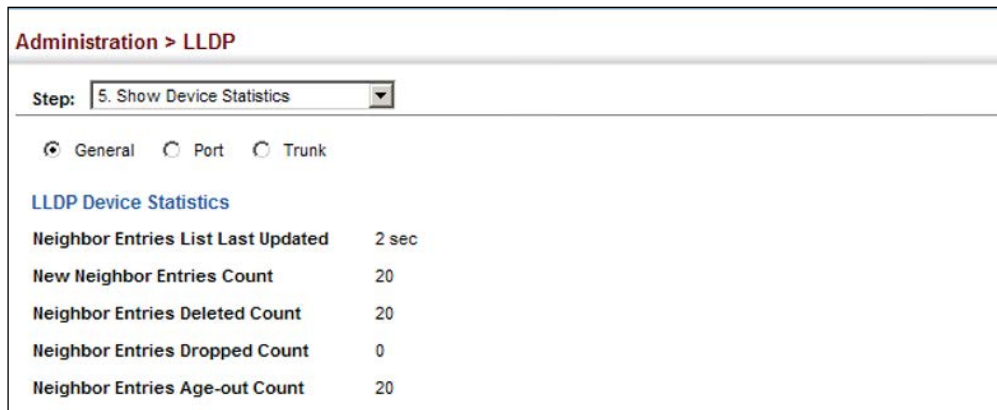 Administration > LLDP
Step: 5. Show Device Statistics
General Port Trunk
LLDP Device Statistics
Neighbor Entries List Last Updated 2 sec
New Neighbor Entries Count 20
Neighbor Entries Deleted Count 20
Neighbor Entries Dropped Count 0
Neighbor Entries Age-out Count 20